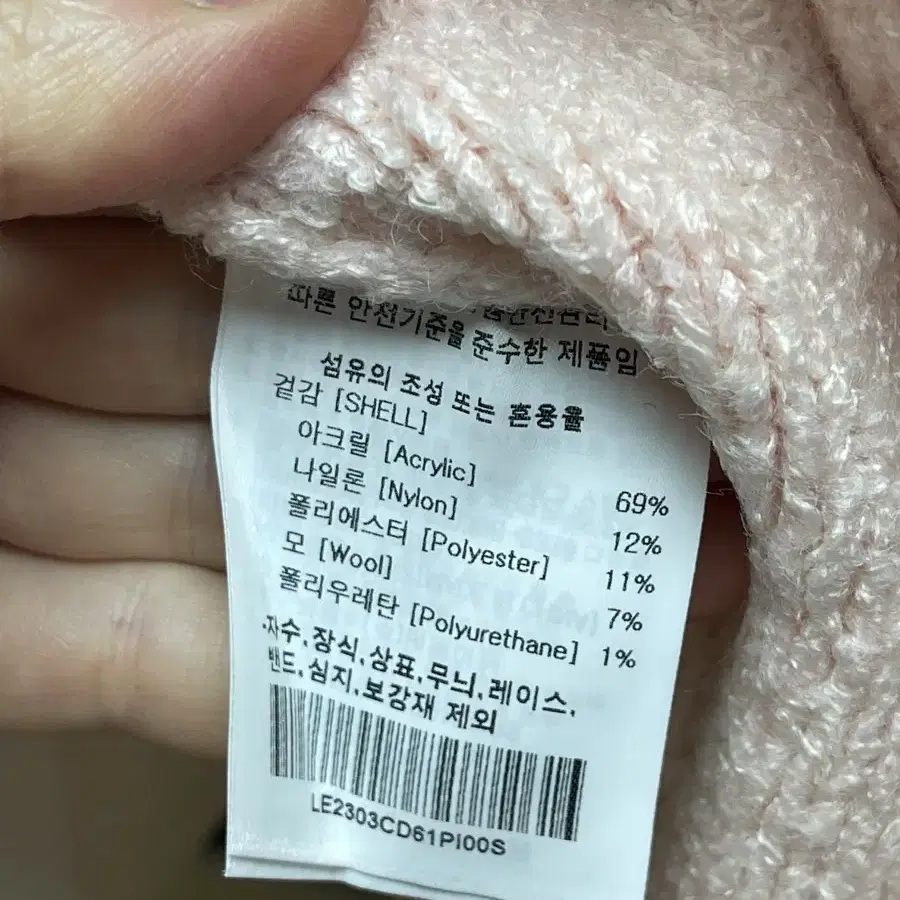 따른 안전기준을 준수한 제품임
섬유의 조성 또는 혼용율
겉감 [SHELL]
아크릴 [Acrylic] 69%
나일론 [Nylon] 12%
폴리에스터 [Polyester] 11%
모 [Wool] 7%
폴리우레탄 [Polyurethane] 1%
.자수,장식,상표,무늬,레이스,
밴드,심지,보강재 제외
LE2303CD61PI00S